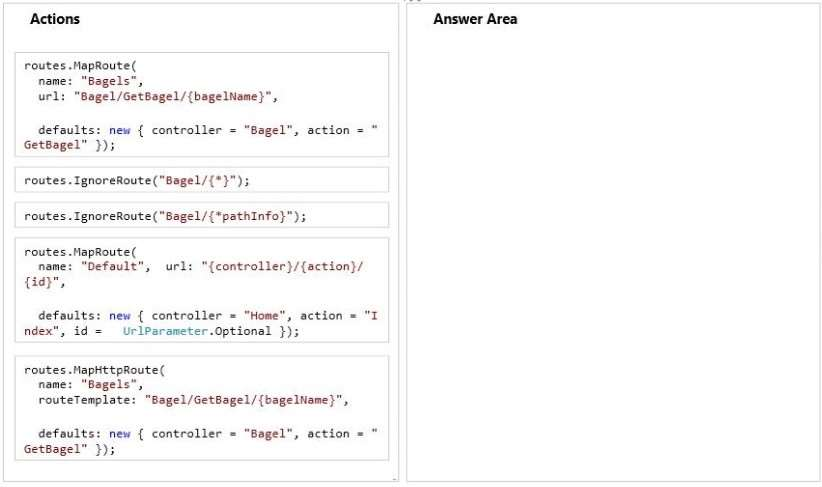 Actions
Answer Area
routes.MapRoute(
name: "Bagels",
url: "Bagel/GetBagel/{bagelName}",
defaults: new { controller = "Bagel", action = "
GetBagel" });
routes.IgnoreRoute("Bagel/{*}");
routes.IgnoreRoute("Bagel/{*pathInfo}");
routes.MapRoute(
name: "Default", url: "{controller}/{action}/
{id}",
defaults: new { controller = "Home", action = "I
ndex", id = UrlParameter.Optional });
routes.MapHttpRoute(
name: "Bagels",
routeTemplate: "Bagel/GetBagel/{bagelName}",
defaults: new { controller = "Bagel", action = "
GetBagel" });